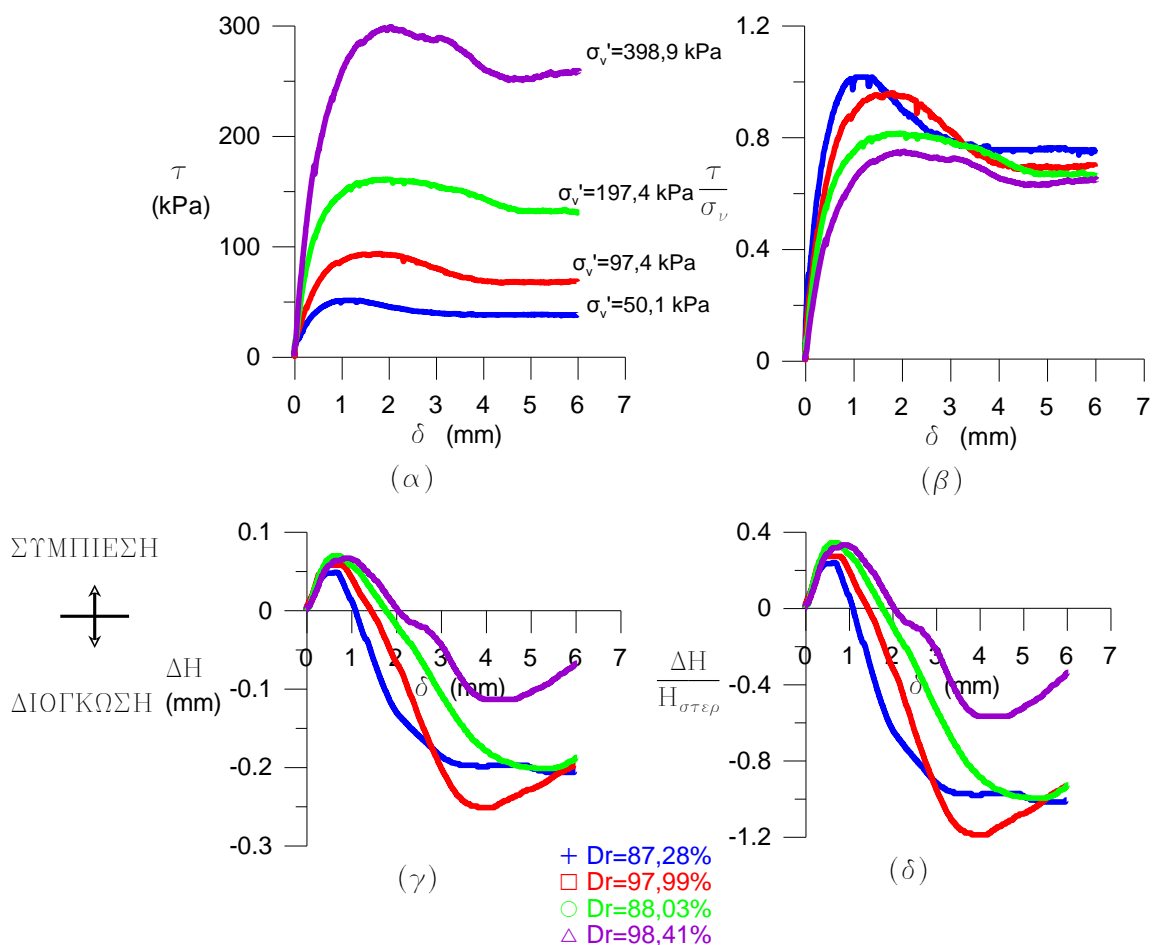 300
200
100
0
τ
(kPa)
σv'=398,9 kPa
σv'=197,4 kPa
σv'=97,4 kPa
σv'=50,1 kPa
0 1 2 3 4 5 6 7
δ (mm)
(α)
1.2
0.8
0.4
0
τ
σν
0 1 2 3 4 5 6 7
δ (mm)
(β)
ΣΥΜΠΙΕΣΗ
ΔΙΟΓΚΩΣΗ
0.1
0
-0.1
-0.2
-0.3
ΔH
(mm)
0 1 2 3 4 5 6 7
δ (mm)
(γ)
0.4
0
-0.4
-0.8
-1.2
ΔH
Hστερ
0 1 2 3 4 5 6 7
δ (mm)
(δ)
Dr=87,28%
Dr=97,99%
Dr=88,03%
Dr=98,41%